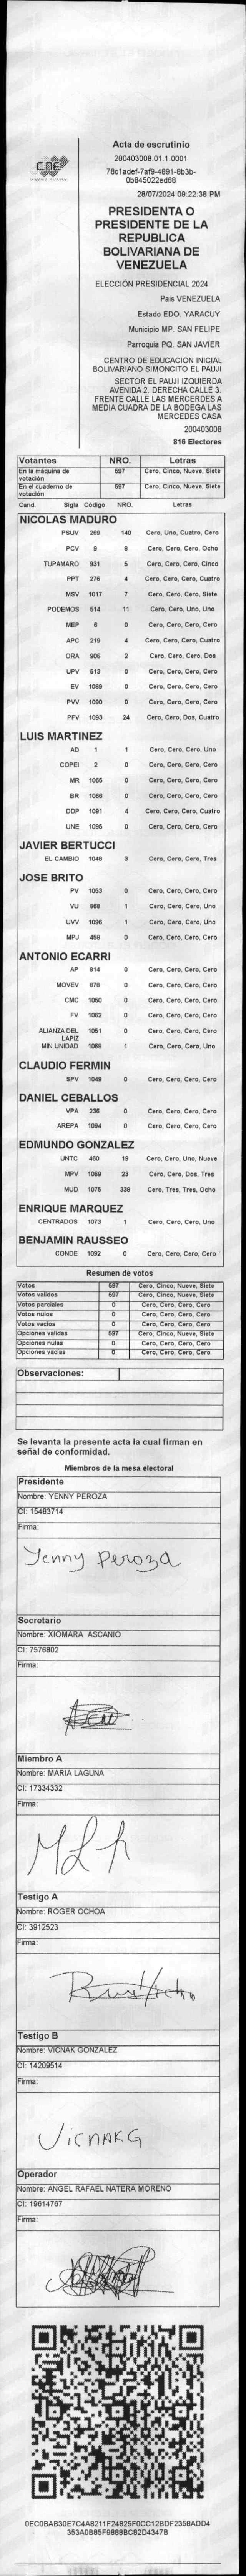 CNE
Acta de escrutinio
200403008.01.1.0001
78c1adef-7af9-4891-8b3b-
0b845022ed68
28/07/2024 09:22:38 PM
PRESIDENTA O
PRESIDENTE DE LA
REPUBLICA
BOLIVARIANA DE
VENEZUELA
ELECCIÓN PRESIDENCIAL 2024
Pais VENEZUELA
Estado EDO. YARACUY
Municipio MP. SAN FELIPE
Parroquia PQ. SAN JAVIER
CENTRO DE EDUCACION INICIAL
BOLIVARIANO SIMONCITO EL PAUJI
SECTOR EL PAUJI IZQUIERDA
AVENIDA 2. DERECHA CALLE 3.
FRENTE CALLE LAS MERCERDES A
MEDIA CUADRA DE LA BODEGA LAS
MERCEDES CASA
200403008
816 Electores
Votantes NRO. Letras
En la máquina de votación 597 Cero, Cinco, Nueve, Siete
En el cuaderno de votación 597 Cero, Cinco, Nueve, Siete
Cand. Sigla Código NRO. Letras
NICOLAS MADURO
PSUV 269 140 Cero, Uno, Cuatro, Cero
PCV 9 8 Cero, Cero, Cero, Ocho
TUPAMARO 931 5 Cero, Cero, Cero, Cinco
PPT 276 4 Cero, Cero, Cero, Cuatro
MSV 1017 7 Cero, Cero, Cero, Siete
PODEMOS 514 11 Cero, Cero, Uno, Uno
MEP 6 0 Cero, Cero, Cero, Cero
APC 219 4 Cero, Cero, Cero, Cuatro
ORA 906 2 Cero, Cero, Cero, Dos
UPV 513 0 Cero, Cero, Cero, Cero
EV 1089 0 Cero, Cero, Cero, Cero
PVV 1090 0 Cero, Cero, Cero, Cero
PFV 1093 24 Cero, Cero, Dos, Cuatro
LUIS MARTINEZ
AD 1 1 Cero, Cero, Cero, Uno
COPEI 2 0 Cero, Cero, Cero, Cero
MR 1055 0 Cero, Cero, Cero, Cero
BR 1066 0 Cero, Cero, Cero, Cero
DDP 1091 4 Cero, Cero, Cero, Cuatro
UNE 1095 0 Cero, Cero, Cero, Cero
JAVIER BERTUCCI
EL CAMBIO 1048 3 Cero, Cero, Cero, Tres
JOSE BRITO
PV 1053 0 Cero, Cero, Cero, Cero
VU 868 1 Cero, Cero, Cero, Uno
UVV 1096 1 Cero, Cero, Cero, Uno
MPJ 458 0 Cero, Cero, Cero, Cero
ANTONIO ECARRI
AP 814 0 Cero, Cero, Cero, Cero
MOVEV 878 0 Cero, Cero, Cero, Cero
CMC 1050 0 Cero, Cero, Cero, Cero
FV 1062 0 Cero, Cero, Cero, Cero
ALIANZA DEL LAPIZ 1051 0 Cero, Cero, Cero, Cero
MIN UNIDAD 1068 1 Cero, Cero, Cero, Uno
CLAUDIO FERMIN
SPV 1049 0 Cero, Cero, Cero, Cero
DANIEL CEBALLOS
VPA 236 0 Cero, Cero, Cero, Cero
AREPA 1094 0 Cero, Cero, Cero, Cero
EDMUNDO GONZALEZ
UNTC 460 19 Cero, Cero, Uno, Nueve
MPV 1069 23 Cero, Cero, Dos, Tres
MUD 1075 338 Cero, Tres, Tres, Ocho
ENRIQUE MARQUEZ
CENTRADOS 1073 1 Cero, Cero, Cero, Uno
BENJAMIN RAUSSEO
CONDE 1092 0 Cero, Cero, Cero, Cero
Resumen de votos
Votos 597 Cero, Cinco, Nueve, Siete
Votos validos 597 Cero, Cinco, Nueve, Siete
Votos parciales 0 Cero, Cero, Cero, Cero
Votos nulos 0 Cero, Cero, Cero, Cero
Votos vacios 0 Cero, Cero, Cero, Cero
Opciones validas 597 Cero, Cinco, Nueve, Siete
Opciones nulas 0 Cero, Cero, Cero, Cero
Opciones vacias 0 Cero, Cero, Cero, Cero
Observaciones:
Se levanta la presente acta la cual firman en
señal de conformidad.
Miembros de la mesa electoral
Presidente
Nombre: YENNY PEROZA
CI: 15483714
Firma:
Yenny Peroza
Secretario
Nombre: XIOMARA ASCANIO
CI: 7576802
Firma:
Miembro A
Nombre: MARIA LAGUNA
CI: 17334332
Firma:
Testigo A
Nombre: ROGER OCHOA
CI: 3912523
Firma:
Testigo B
Nombre: VICNAK GONZALEZ
CI: 14209514
Firma:
VicnAKG
Operador
Nombre: ANGEL RAFAEL NATERA MORENO
CI: 19614767
Firma:
0EC0BAB30E7C4A8211F24825F0CC12BDF2358ADD4
353A0B85F9888BC82D4347B